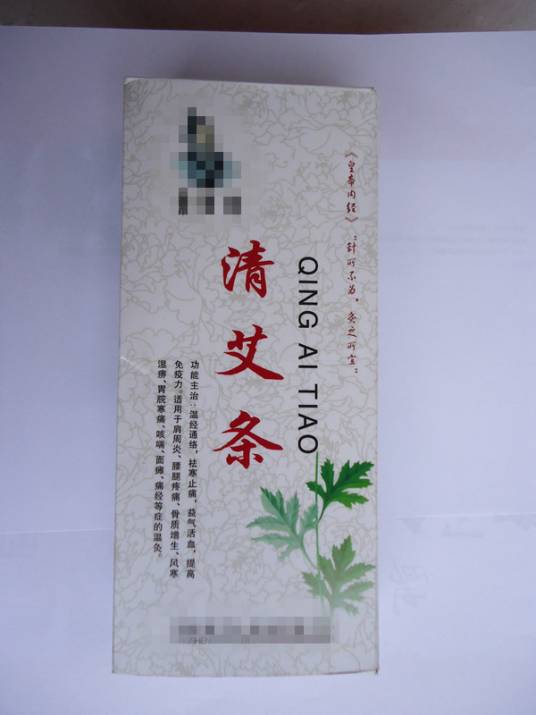 《皇帝内经》:针所不为,灸之所宜;
QING AI TIAO
清艾条
功能主治:温经通络,祛寒止痛,益气活血,提高
免疫力。适用于肩周炎、腰腿疼痛、骨质增生、风寒
湿痹、胃脘寒痛、咳喘、面瘫、痛经等症的温灸。